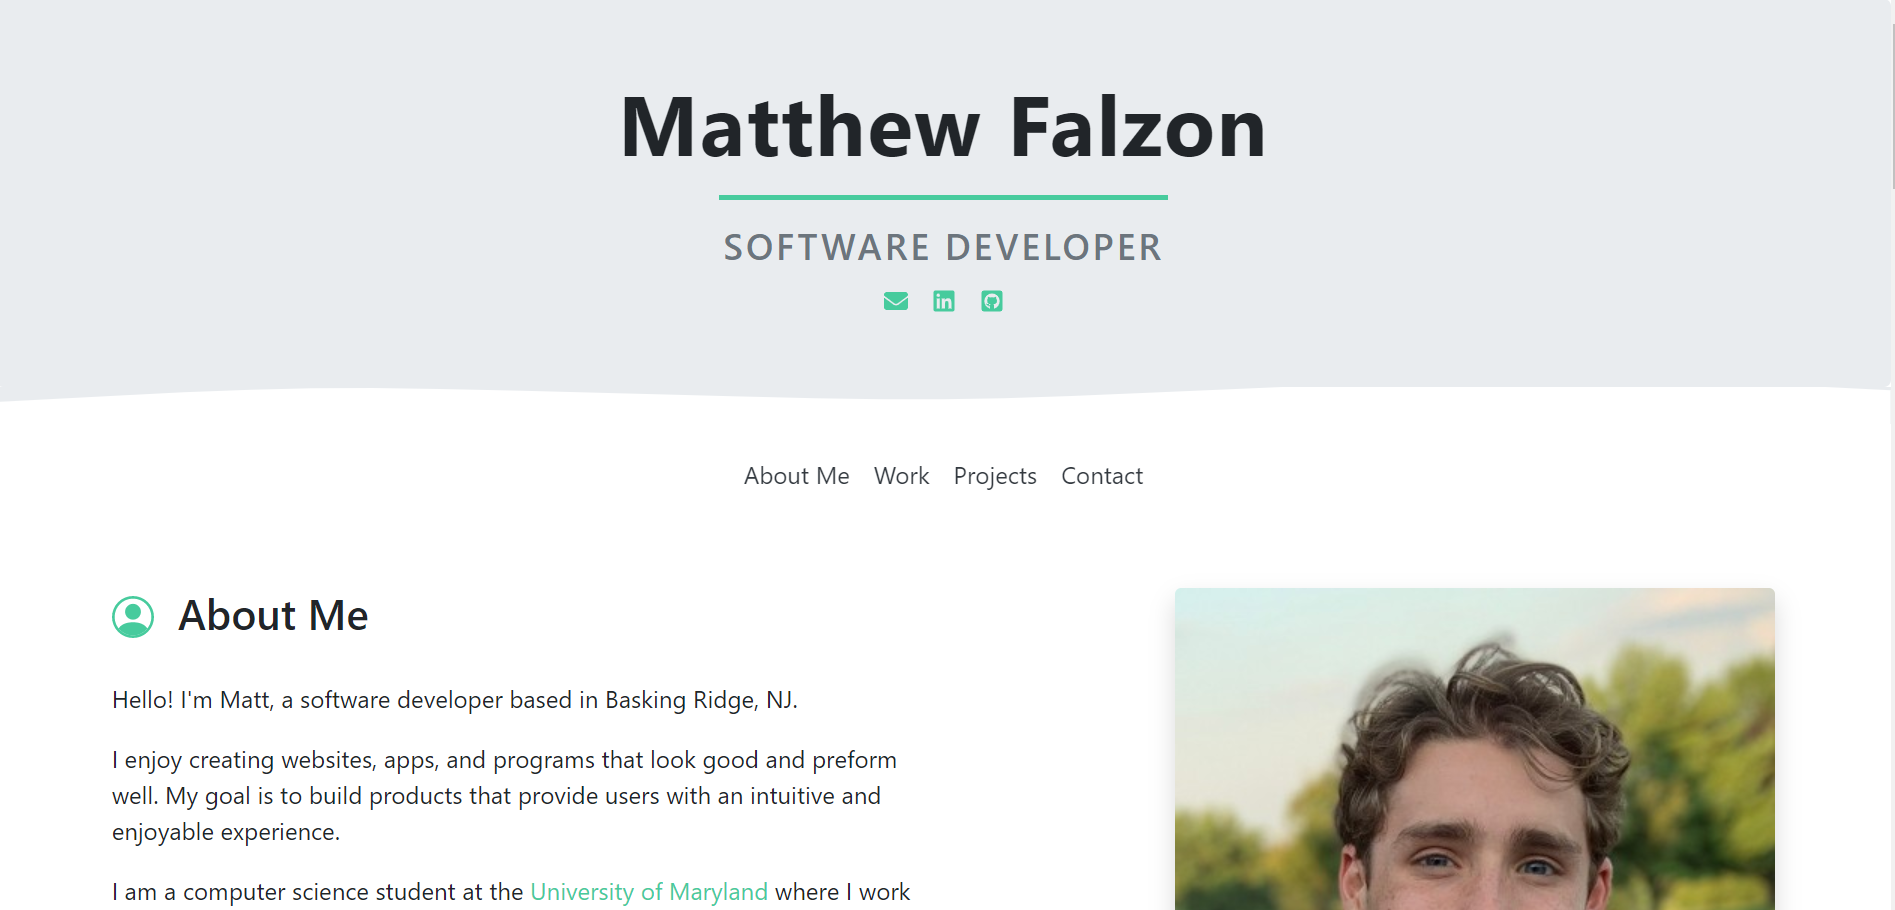 Matthew Falzon
SOFTWARE DEVELOPER
in
About Me Work Projects Contact
About Me
Hello! I'm Matt, a software developer based in Basking Ridge, NJ.
I enjoy creating websites, apps, and programs that look good and preform
well. My goal is to build products that provide users with an intuitive and
enjoyable experience.
I am a computer science student at the University of Maryland where I work